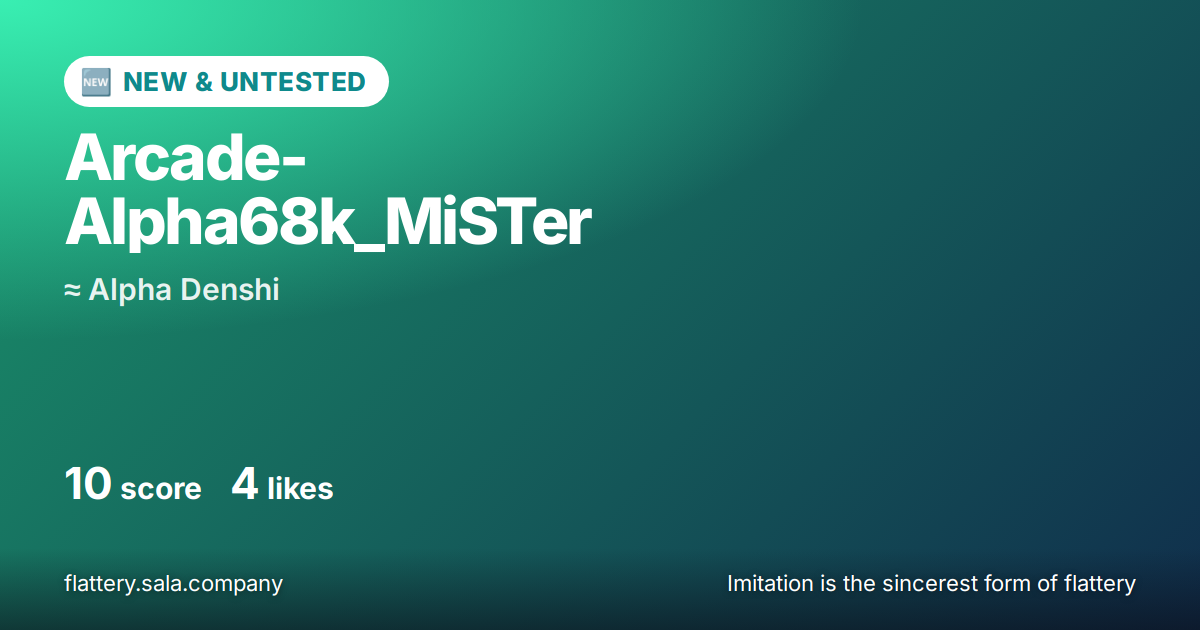 🆕 NEW & UNTESTED
Arcade-
Alpha68k_MiSTer
≈ Alpha Denshi
10 score 4 likes
flattery.sala.company
Imitation is the sincerest form of flattery